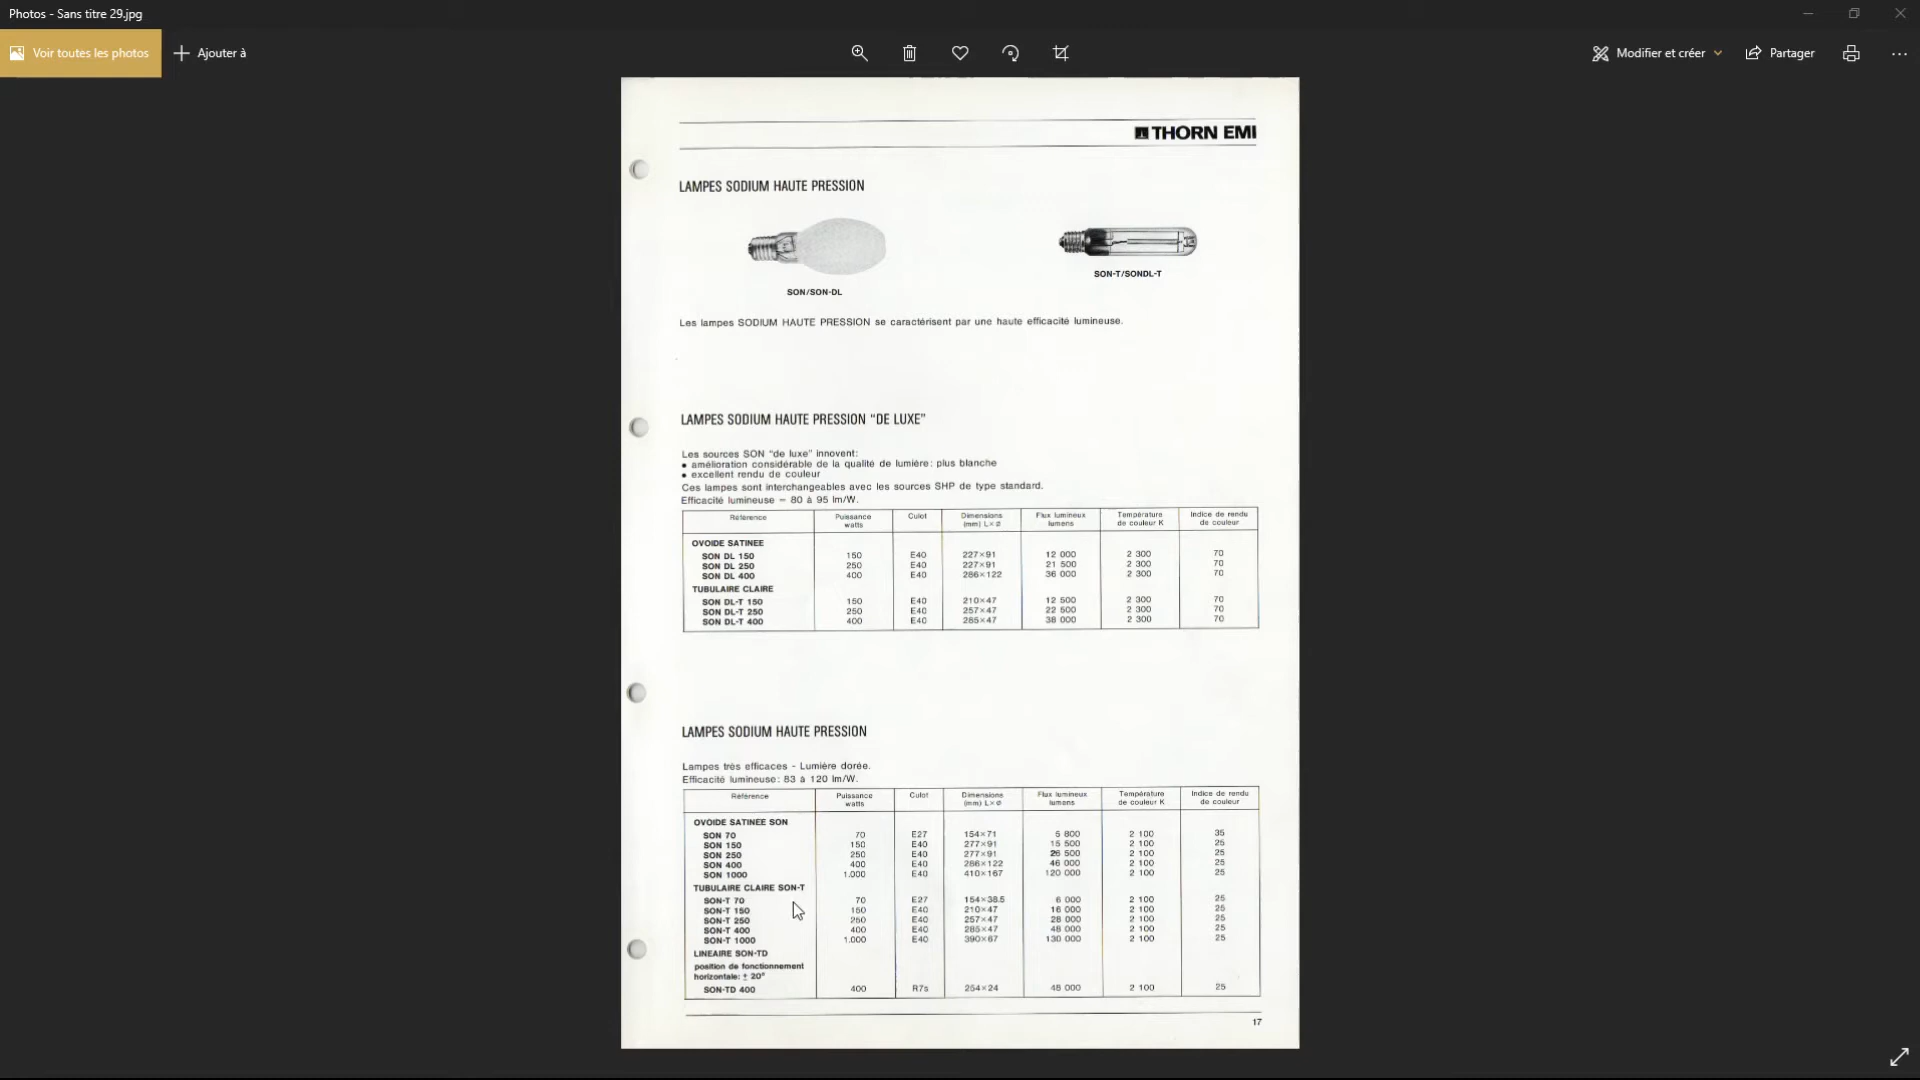 Photos - Sans titre 29.jpg
Voir toutes les photos
Ajouter à
Modifier et créer
Partager
THORN EMI
LAMPES SODIUM HAUTE PRESSION
SON/SON-DL
SON-T/SONDL-T
Les lampes SODIUM HAUTE PRESSION se caractérisent par une haute efficacité lumineuse.
LAMPES SODIUM HAUTE PRESSION “DE LUXE”
Les sources SON “de luxe” innovent:
• amélioration considérable de la qualité de lumière: plus blanche
• excellent rendu de couleur
Ces lampes sont interchangeables avec les sources SHP de type standard.
Efficacité lumineuse = 80 à 95 lm/W.
Référence Puissance watts Culot Dimensions (mm) L×Ø Flux lumineux lumens Température de couleur K Indice de rendu de couleur
OVOIDE SATINEE
SON DL 150 150 E40 227×91 12 000 2 300 70
SON DL 250 250 E40 227×91 21 500 2 300 70
SON DL 400 400 E40 286×122 36 000 2 300 70
TUBULAIRE CLAIRE
SON DL-T 150 150 E40 210×47 12 500 2 300 70
SON DL-T 250 250 E40 257×47 22 500 2 300 70
SON DL-T 400 400 E40 285×47 38 000 2 300 70
LAMPES SODIUM HAUTE PRESSION
Lampes très efficaces - Lumière dorée.
Efficacité lumineuse: 83 à 120 lm/W.
Référence Puissance watts Culot Dimensions (mm) L×Ø Flux lumineux lumens Température de couleur K Indice de rendu de couleur
OVOIDE SATINEE SON
SON 70 70 E27 154×71 5 800 2 100 35
SON 150 150 E40 277×91 15 500 2 100 25
SON 250 250 E40 277×91 26 500 2 100 25
SON 400 400 E40 286×122 46 000 2 100 25
SON 1000 1.000 E40 410×167 120 000 2 100 25
TUBULAIRE CLAIRE SON-T
SON-T 70 70 E27 154×38.5 6 000 2 100 25
SON-T 150 150 E40 210×47 16 000 2 100 25
SON-T 250 250 E40 257×47 28 000 2 100 25
SON-T 400 400 E40 285×47 48 000 2 100 25
SON-T 1000 1.000 E40 390×67 130 000 2 100 25
LINEAIRE SON-TD
position de fonctionnement
horizontale: ± 20°
SON-TD 400 400 R7s 254×24 48 000 2 100 25
17